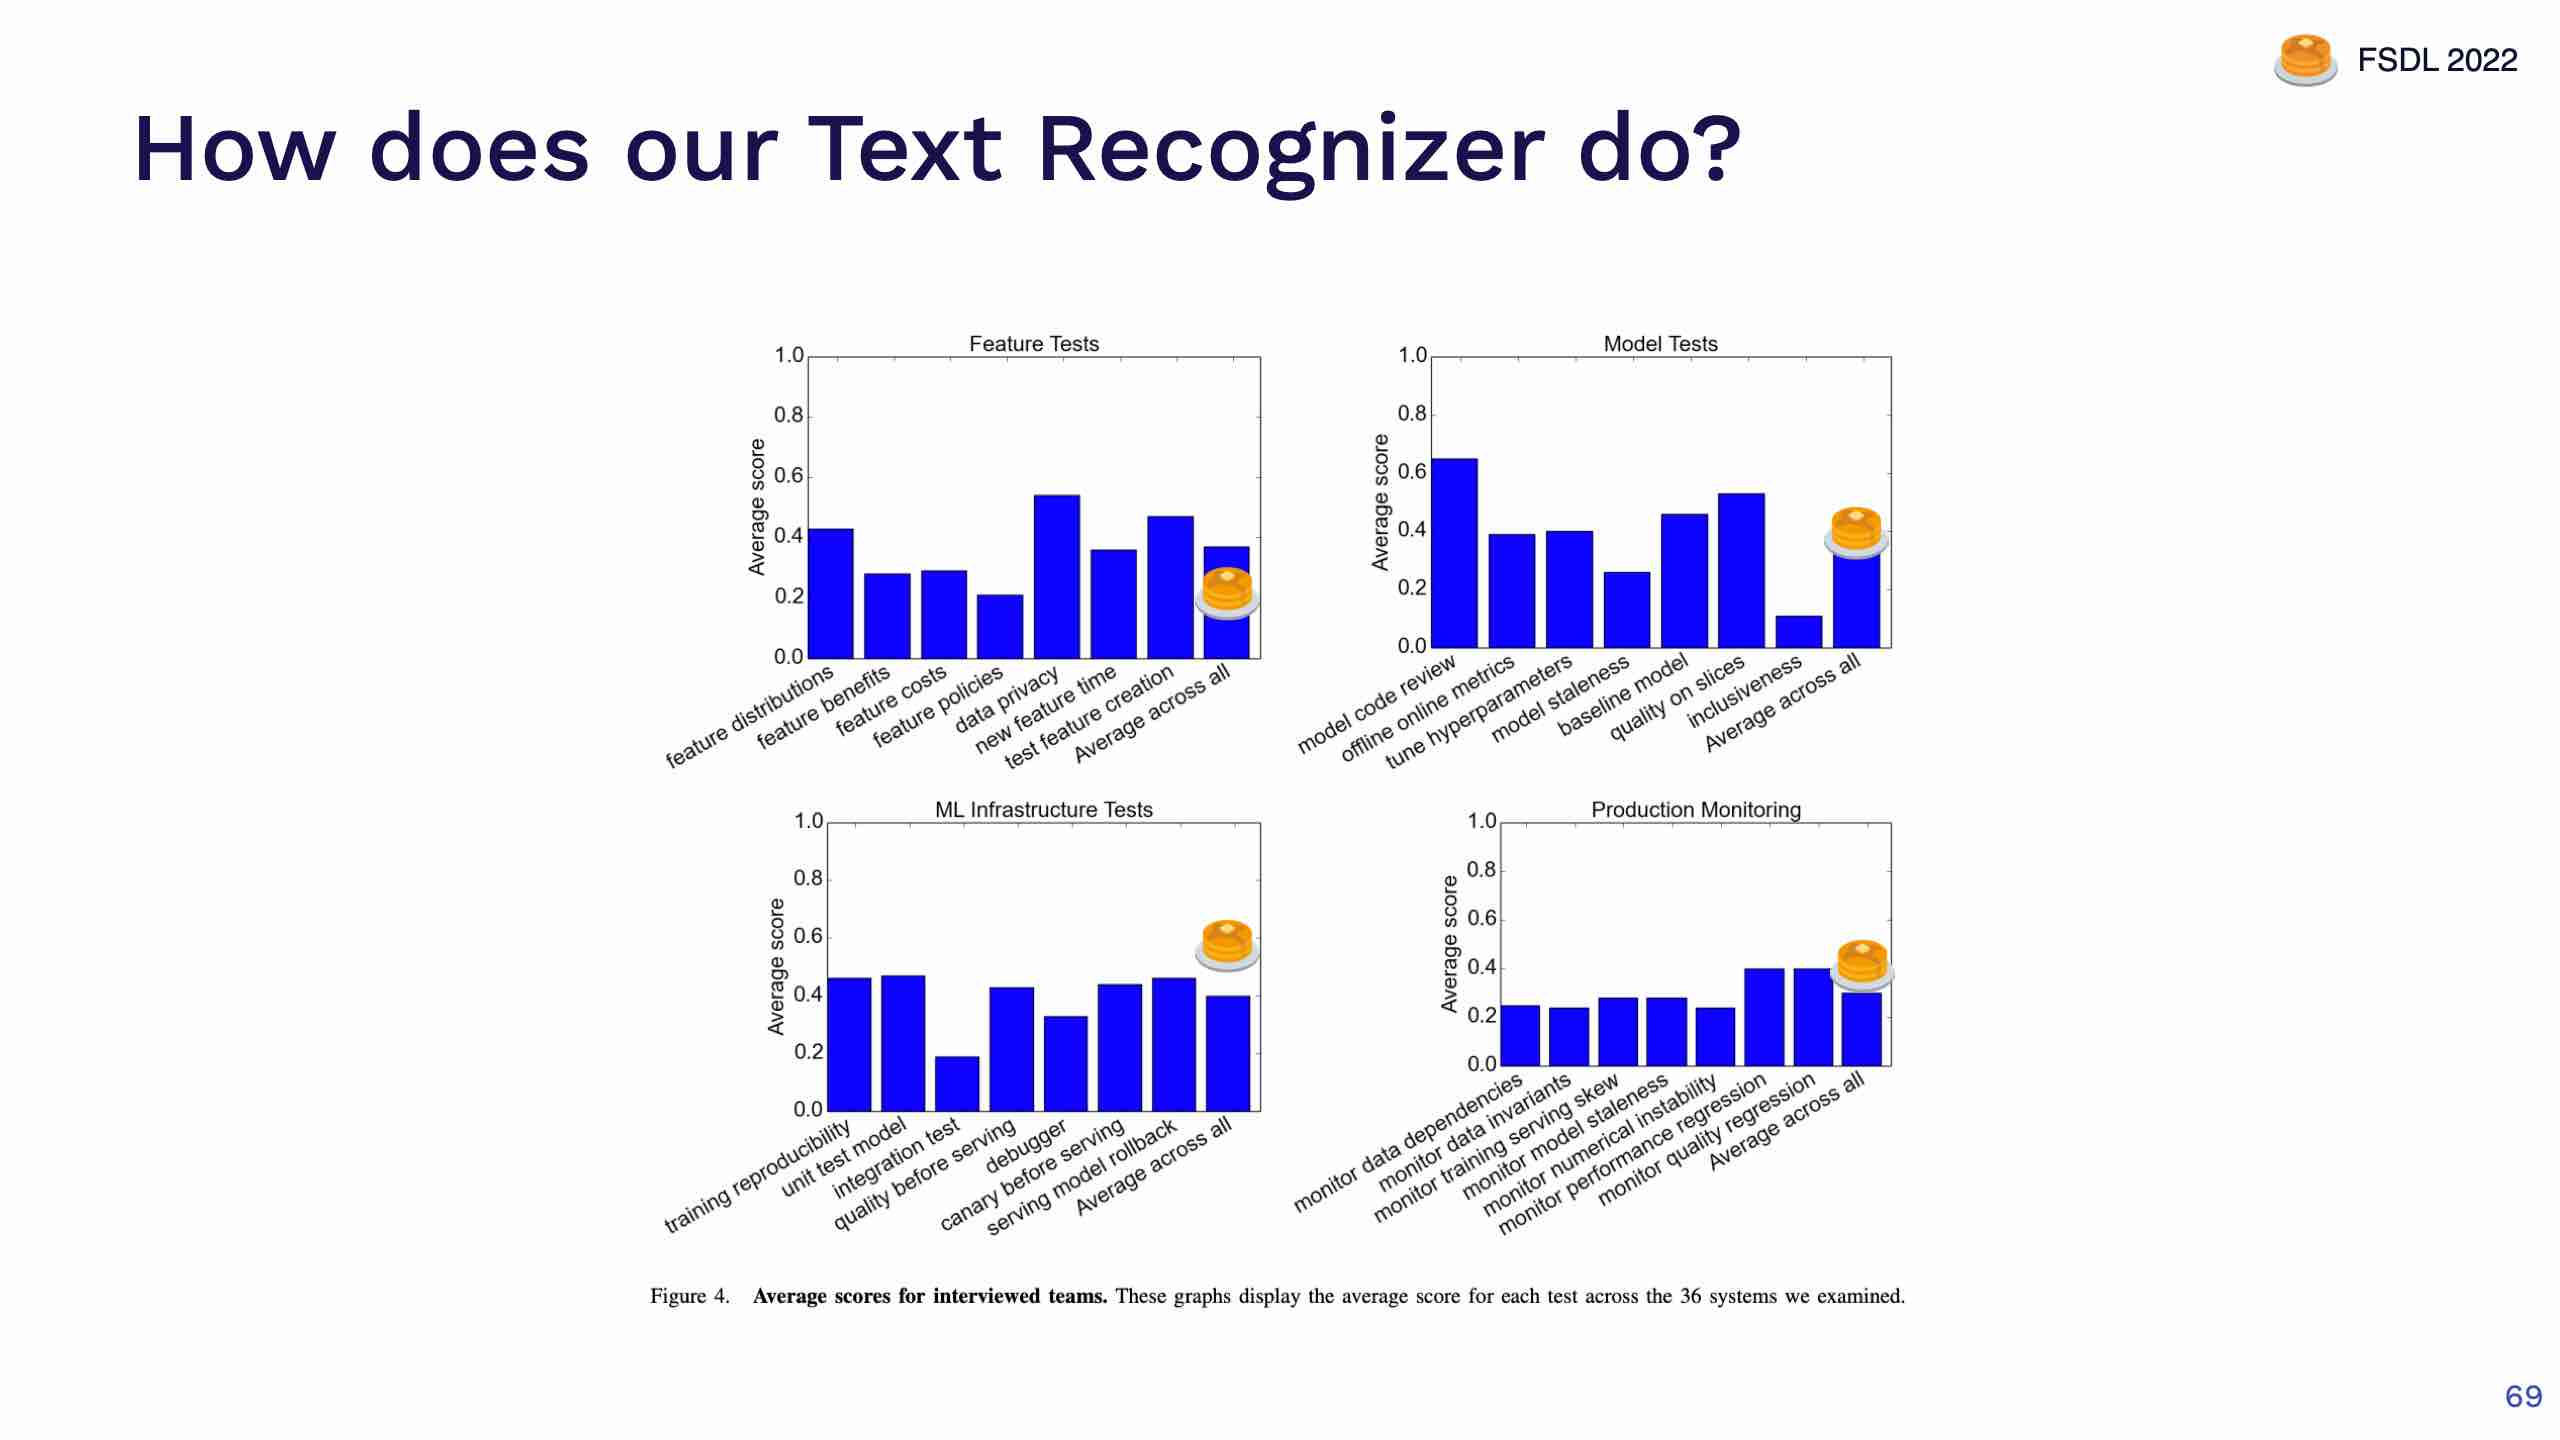 FSDL 2022
How does our Text Recognizer do?
Feature Tests
Average score
1.0
0.8
0.6
0.4
0.2
0.0
feature distributions
feature benefits
feature costs
feature policies
data privacy
new feature time
test feature creation
Average across all
Model Tests
Average score
1.0
0.8
0.6
0.4
0.2
0.0
model code review
offline online metrics
tune hyperparameters
model staleness
baseline model
quality on slices
inclusiveness
Average across all
ML Infrastructure Tests
Average score
1.0
0.8
0.6
0.4
0.2
0.0
training reproducibility
unit test model
integration test
quality before serving
debugger
canary before serving
serving model rollback
Average across all
Production Monitoring
Average score
1.0
0.8
0.6
0.4
0.2
0.0
monitor data dependencies
monitor data invariants
monitor training serving skew
monitor model staleness
monitor numerical instability
monitor performance regression
monitor quality regression
Average across all
Figure 4. Average scores for interviewed teams. These graphs display the average score for each test across the 36 systems we examined.
69